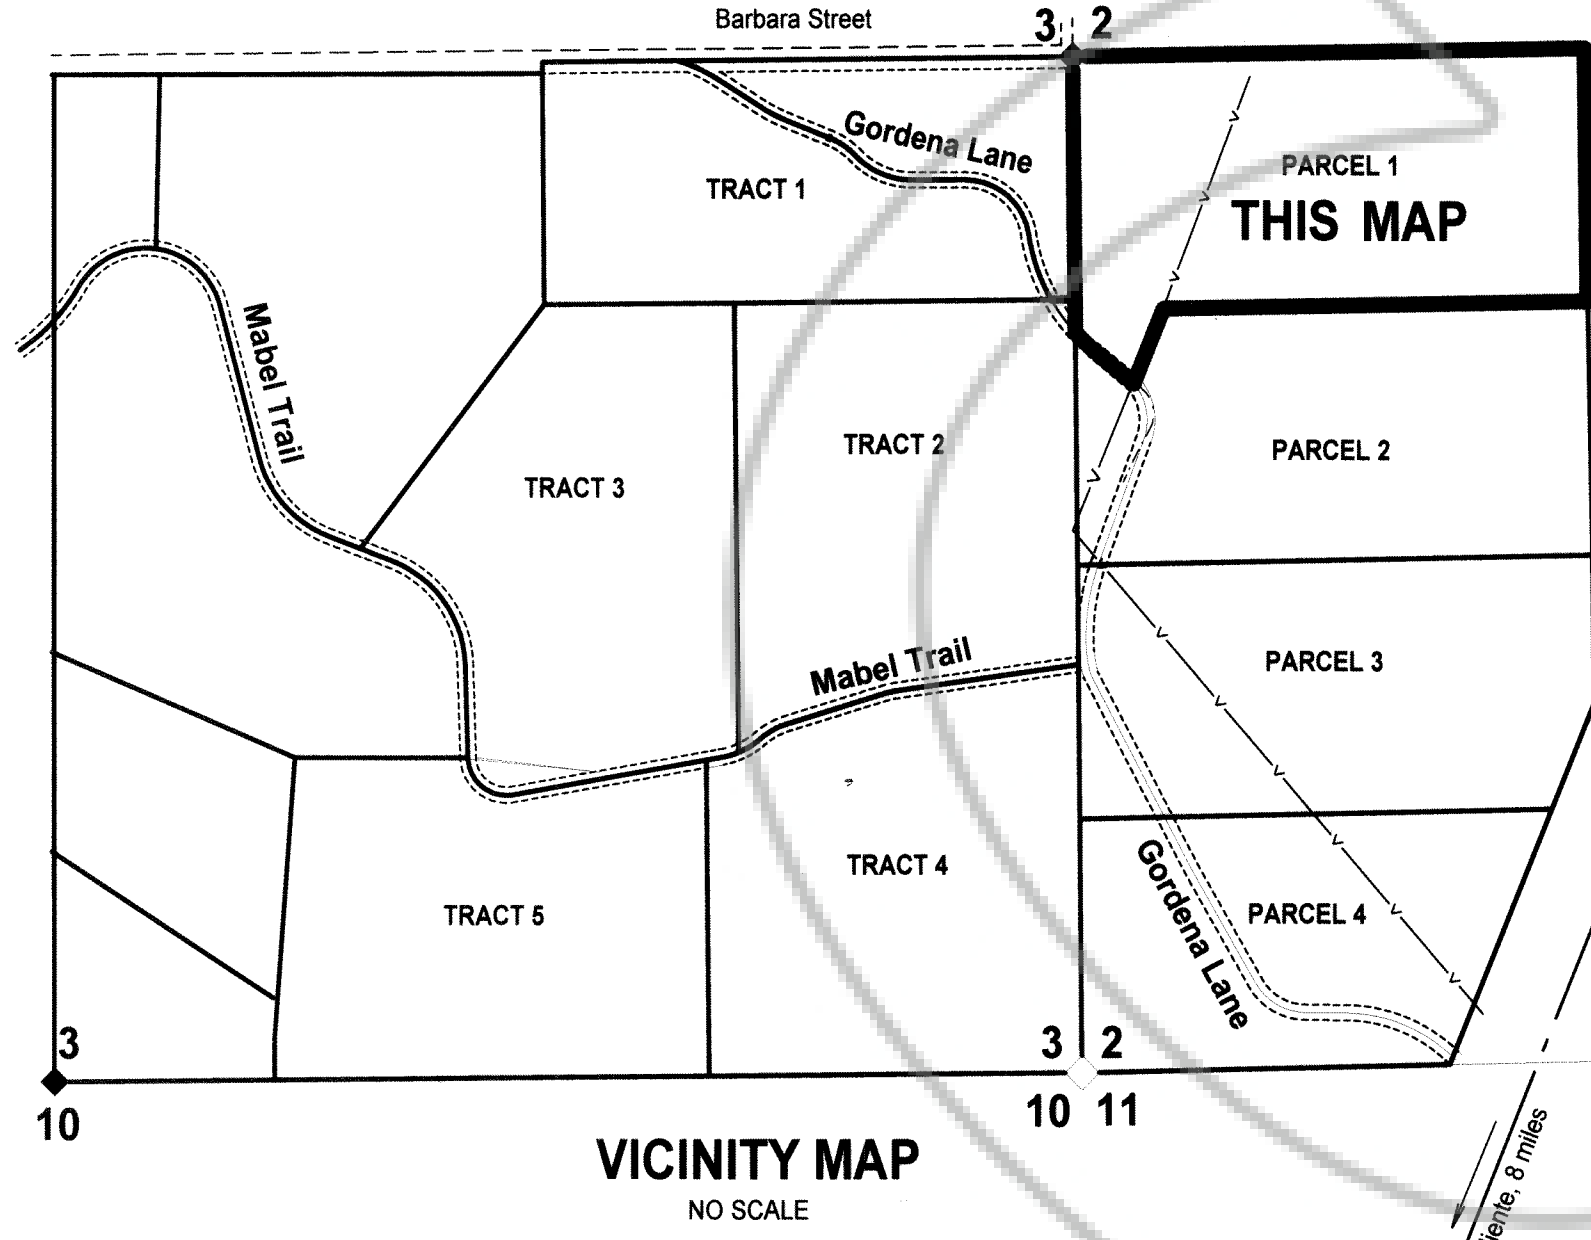 Barbara Street
3 2
Gordena Lane
TRACT 1
PARCEL 1
THIS MAP
Mabel Trail
TRACT 3
TRACT 2
PARCEL 2
Mabel Trail
PARCEL 3
TRACT 5
TRACT 4
Gordena Lane
PARCEL 4
3
3 2
10
10 11
VICINITY MAP
NO SCALE
8 miles